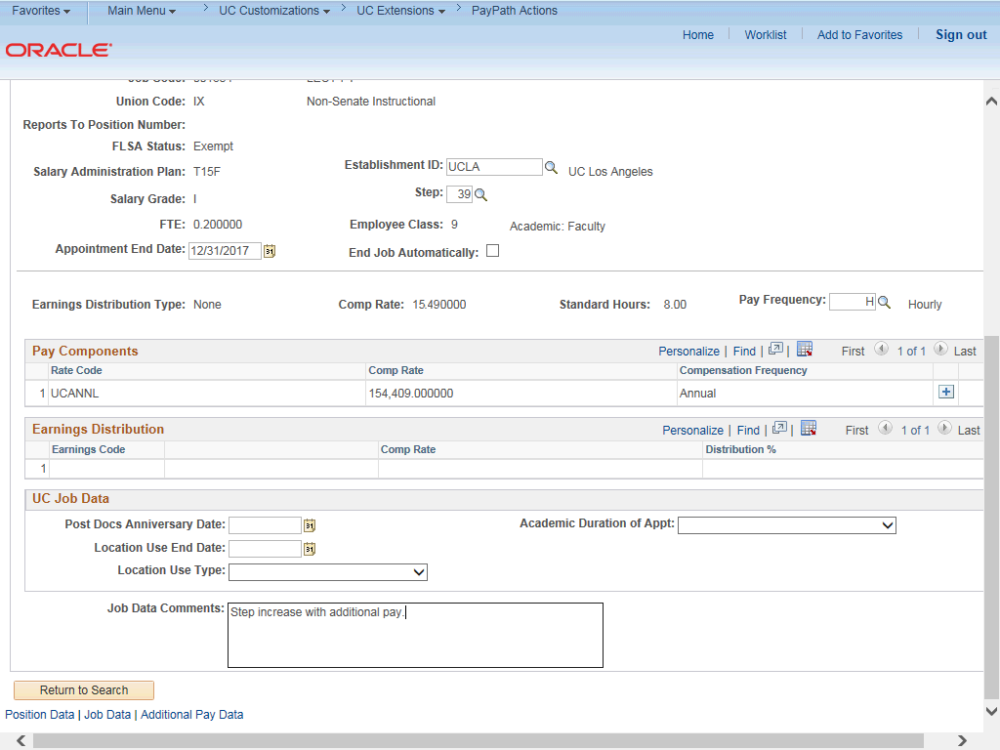 Favorites Main Menu > UC Customizations > UC Extensions > PayPath Actions
Home Worklist Add to Favorites Sign out
ORACLE
Union Code: IX Non-Senate Instructional
Reports To Position Number:
FLSA Status: Exempt
Establishment ID: UCLA UC Los Angeles
Salary Administration Plan: T15F
Step: 39
Salary Grade: I
FTE: 0.200000 Employee Class: 9 Academic: Faculty
Appointment End Date: 12/31/2017 End Job Automatically:
Earnings Distribution Type: None Comp Rate: 15.490000 Standard Hours: 8.00 Pay Frequency: H Hourly
Pay Components Personalize | Find | | First 1 of 1 Last
Rate Code Comp Rate Compensation Frequency
1 UCANNL 154,409.000000 Annual +
Earnings Distribution Personalize | Find | | First 1 of 1 Last
Earnings Code Comp Rate Distribution %
1
UC Job Data
Post Docs Anniversary Date: 31 Academic Duration of Appt:
Location Use End Date: 31
Location Use Type:
Job Data Comments: Step increase with additional pay.
Return to Search
Position Data | Job Data | Additional Pay Data